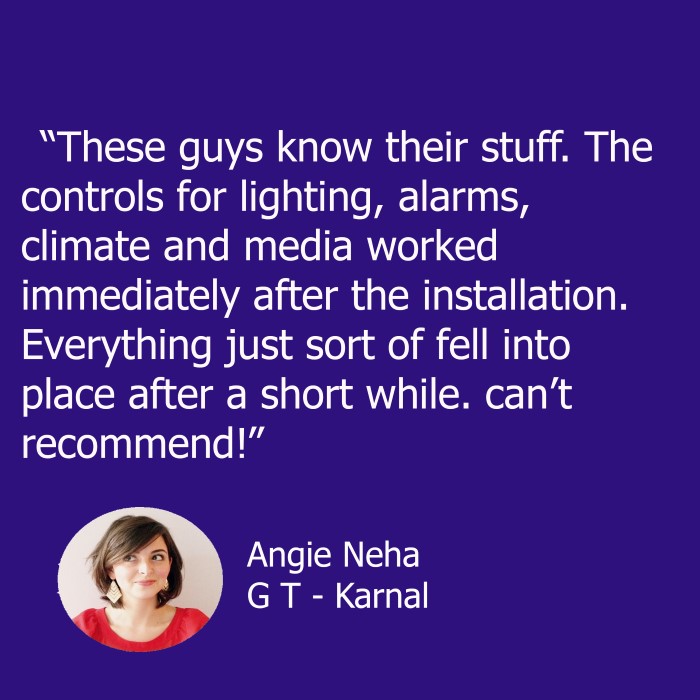 “These guys know their stuff. The
controls for lighting, alarms,
climate and media worked
immediately after the installation.
Everything just sort of fell into
place after a short while. can’t
recommend!”
Angie Neha
G T - Karnal